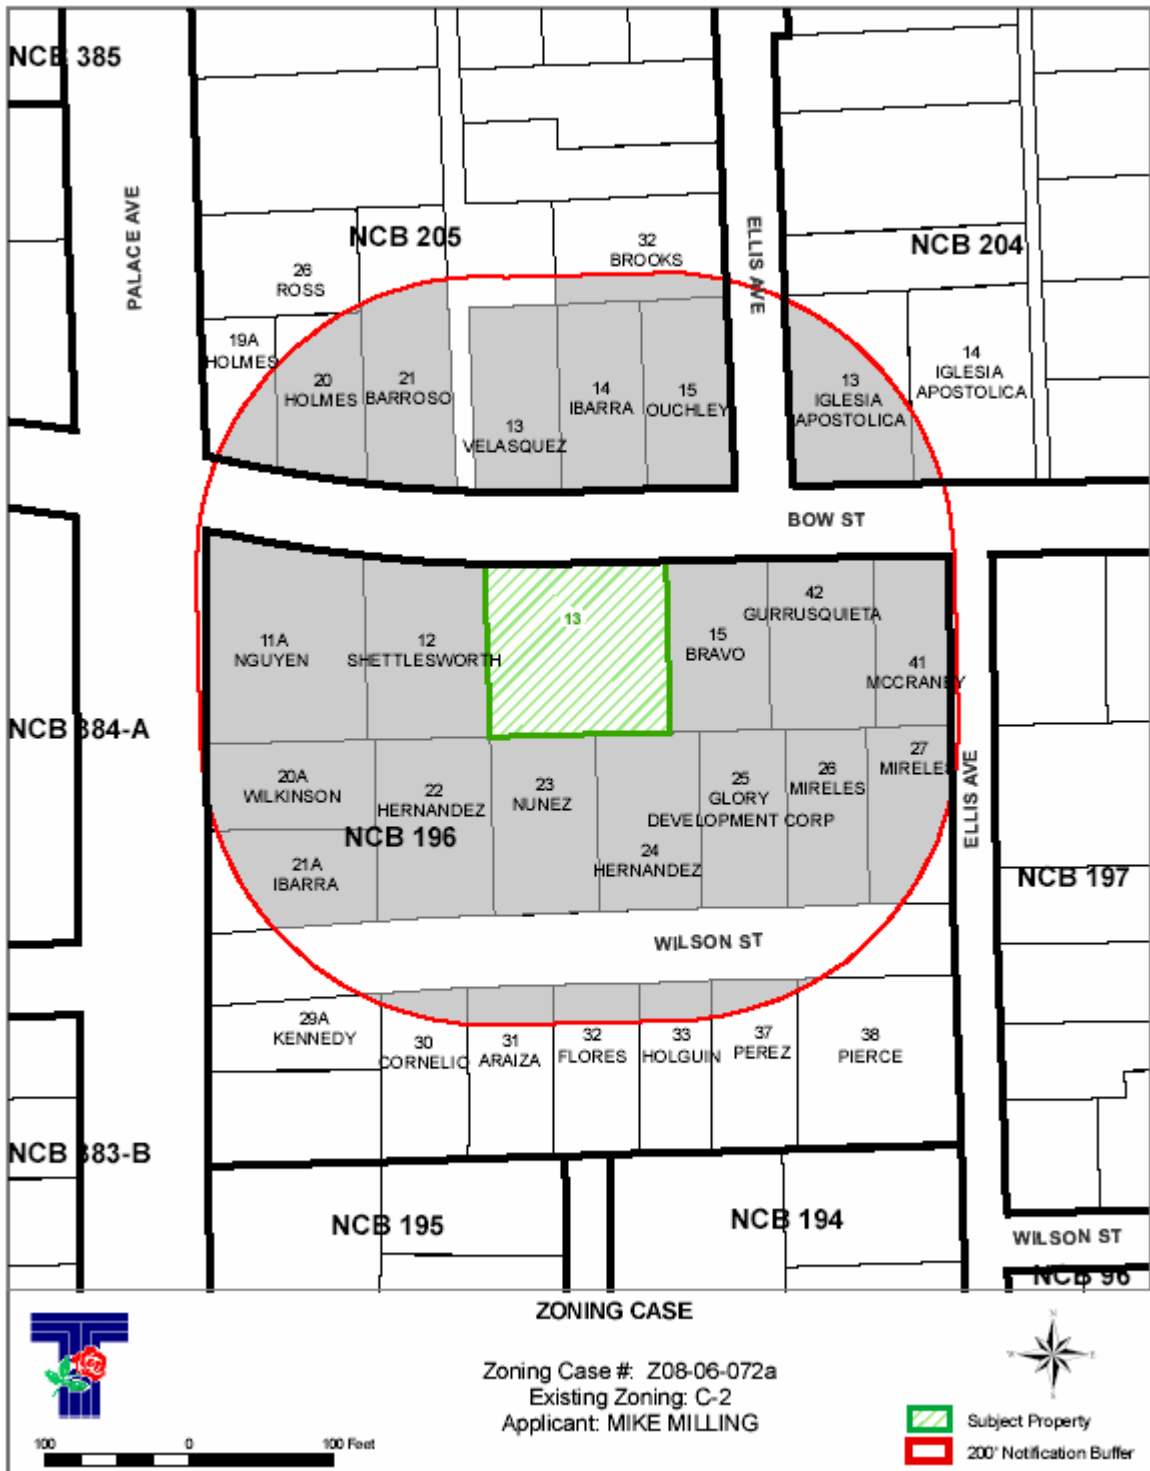 NCB 385
PALACE AVE
NCB 205
32
BROOKS
ELLIS AVE
NCB 204
26
ROSS
19A
HOLMES
20
HOLMES
21
BARROSO
13
VELASQUEZ
14
IBARRA
15
OUCHLEY
13
IGLESIA
APOSTOLICA
14
IGLESIA
APOSTOLICA
BOW ST
11A
NGUYEN
12
SHETTLESWORTH
13
15
BRAVO
42
GURRUSQUIETA
41
MCCRANEY
NCB 384-A
20A
WILKINSON
22
HERNANDEZ
23
NUNEZ
25
GLORY
DEVELOPMENT CORP
26
MIRELES
27
MIRELES
ELLIS AVE
NCB 196
21A
IBARRA
24
HERNANDEZ
NCB 197
WILSON ST
29A
KENNEDY
30
CORNELIO
31
ARAIZA
32
FLORES
33
HOLGUIN
37
PEREZ
38
PIERCE
NCB 383-B
NCB 195
NCB 194
WILSON ST
NCB 96
ZONING CASE
Zoning Case #: Z08-06-072a
Existing Zoning: C-2
Applicant: MIKE MILLING
N
W
E
S
Subject Property
200' Notification Buffer
100 0 100 Feet